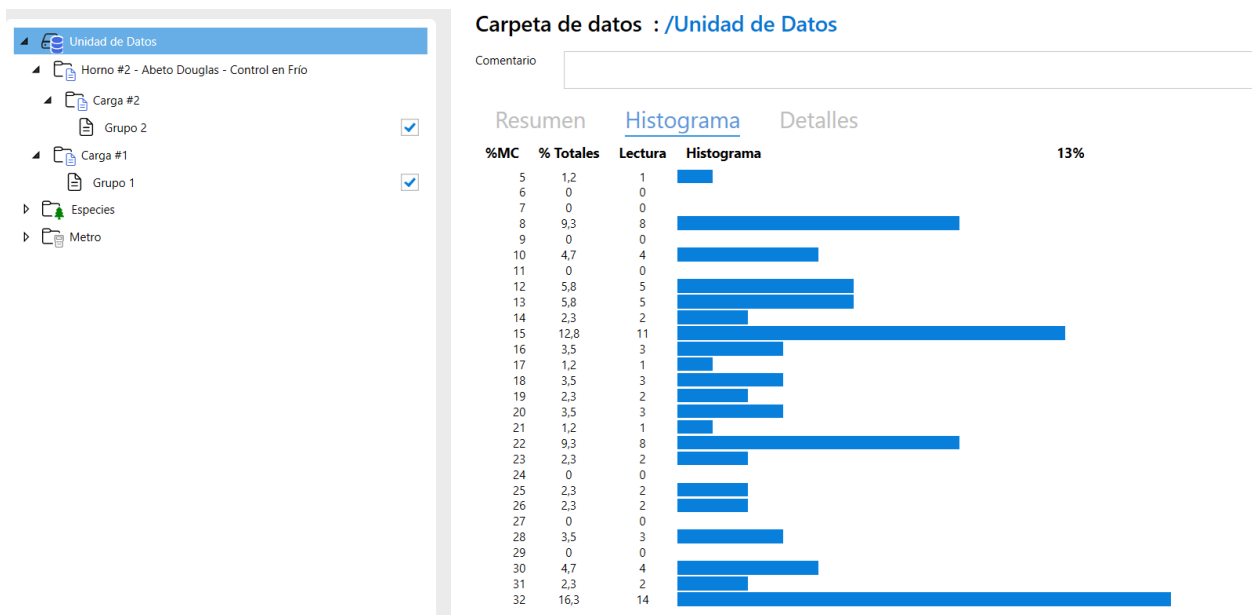 Unidad de Datos
Horno #2 - Abeto Douglas - Control en Frío
Carga #2
Grupo 2
Carga #1
Grupo 1
Especies
Metro
Carpeta de datos : /Unidad de Datos
Comentario
Resumen Histograma Detalles
%MC % Totales Lectura Histograma 13%
5 1,2 1
6 0 0
7 0 0
8 9,3 8
9 0 0
10 4,7 4
11 0 0
12 5,8 5
13 5,8 5
14 2,3 2
15 12,8 11
16 3,5 3
17 1,2 1
18 3,5 3
19 2,3 2
20 3,5 3
21 1,2 1
22 9,3 8
23 2,3 2
24 0 0
25 2,3 2
26 2,3 2
27 0 0
28 3,5 3
29 0 0
30 4,7 4
31 2,3 2
32 16,3 14